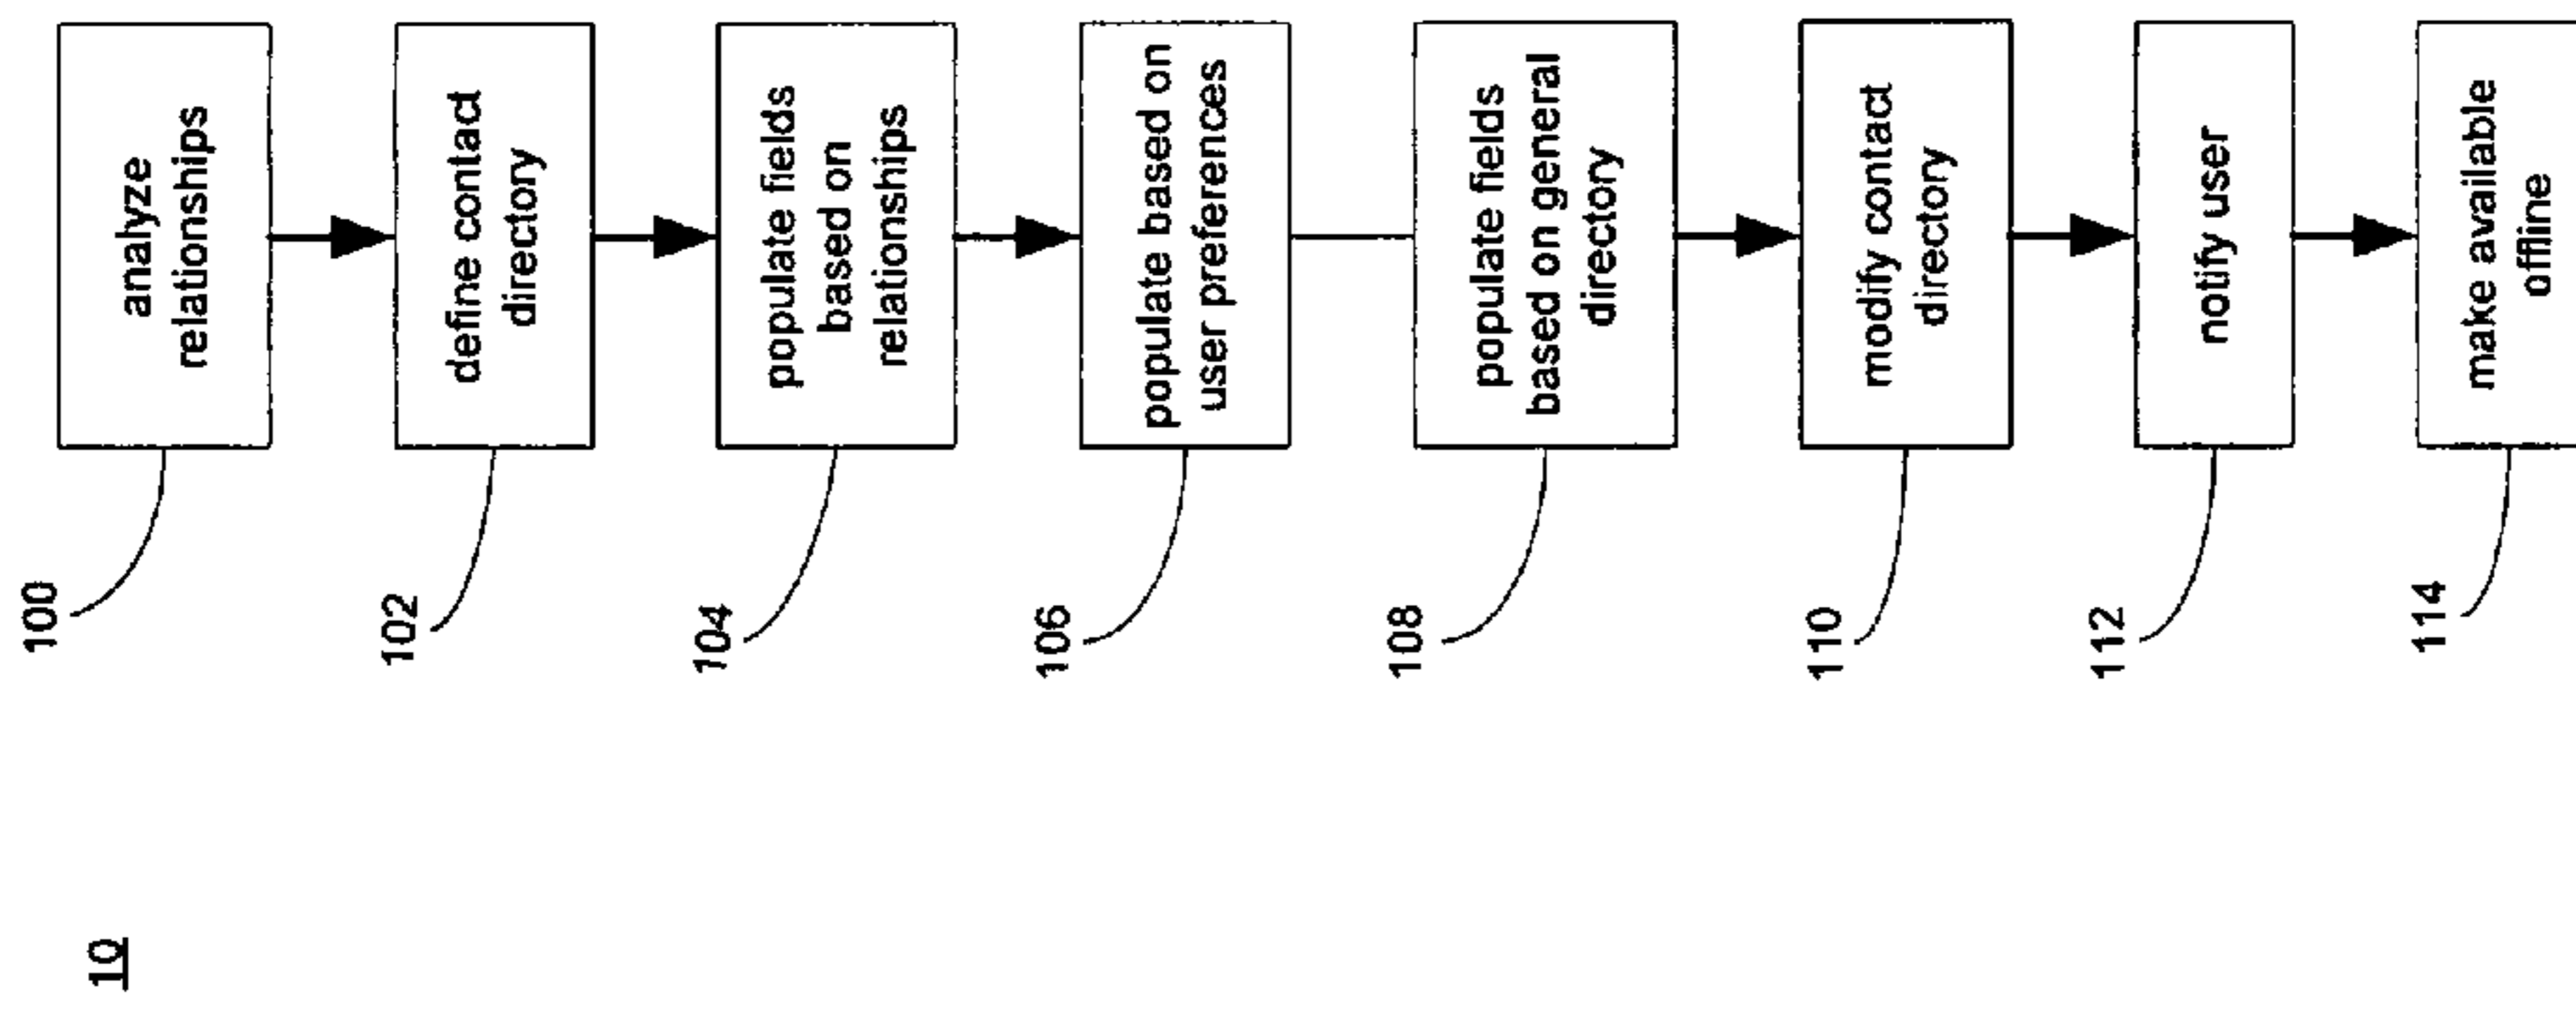 10
100
analyze
relationships
102
define contact
directory
104
populate fields
based on
relationships
106
populate based on
user preferences
108
populate fields
based on general
directory
110
modify contact
directory
112
notify user
114
make available
offline